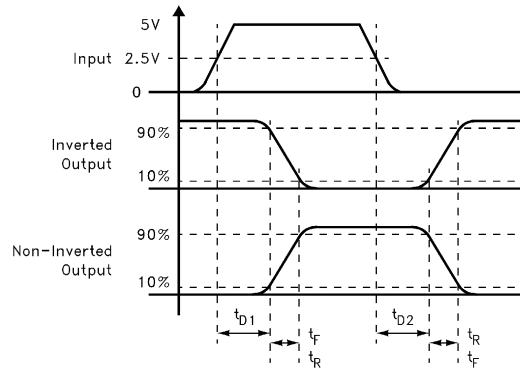 5V
Input
2.5V
0
Inverted
Output
90%
10%
Non-Inverted
Output
90%
10%
tD1
tF
tR
tD2
tR
tF